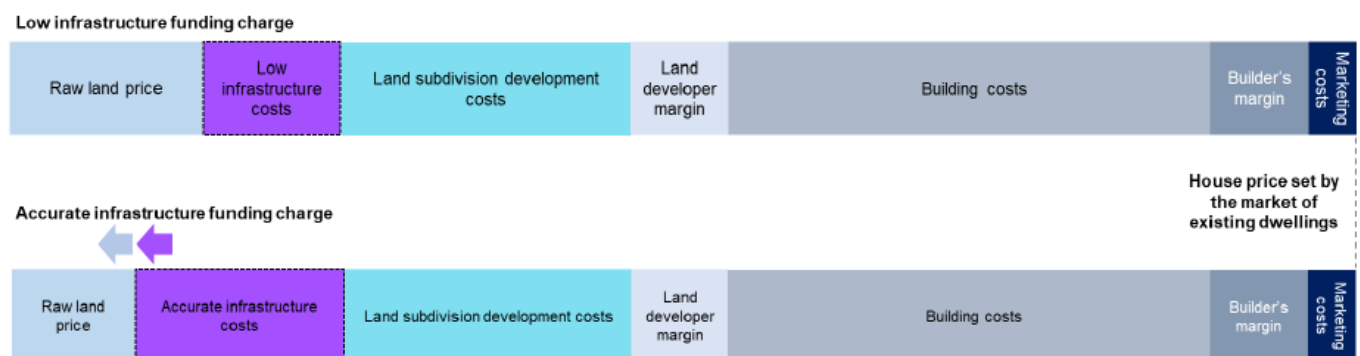 Low infrastructure funding charge
Raw land price
Low
infrastructure
costs
Land subdivision development
costs
Land
developer
margin
Building costs
Builder's
margin
Marketing
costs
House price set by
the market of
existing dwellings
Accurate infrastructure funding charge
Raw land
price
Accurate infrastructure
costs
Land subdivision development costs
Land
developer
margin
Building costs
Builder's
margin
Marketing
costs